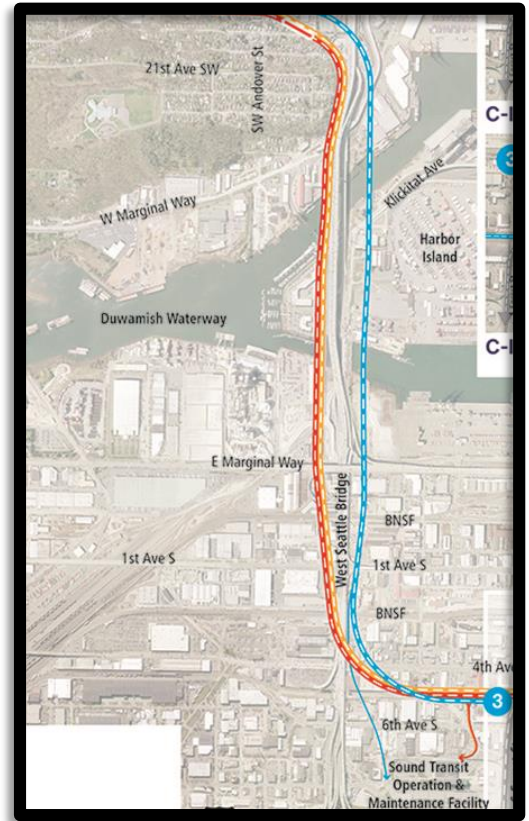 21st Ave SW
SW Andover St
C-I
3
W Marginal Way
Klickitat Ave
Harbor
Island
Duwamish Waterway
C-I
E Marginal Way
West Seattle Bridge
BNSF
1st Ave S
1st Ave S
BNSF
4th Ave
3
6th Ave S
Sound Transit
Operation &
Maintenance Facility